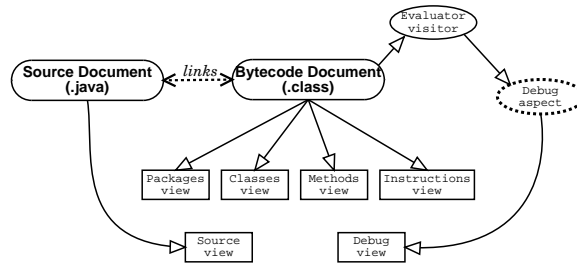 Evaluator
visitor
Source Document
(.java)
links
Bytecode Document
(.class)
Debug
aspect
Packages
view
Classes
view
Methods
view
Instructions
view
Source
view
Debug
view